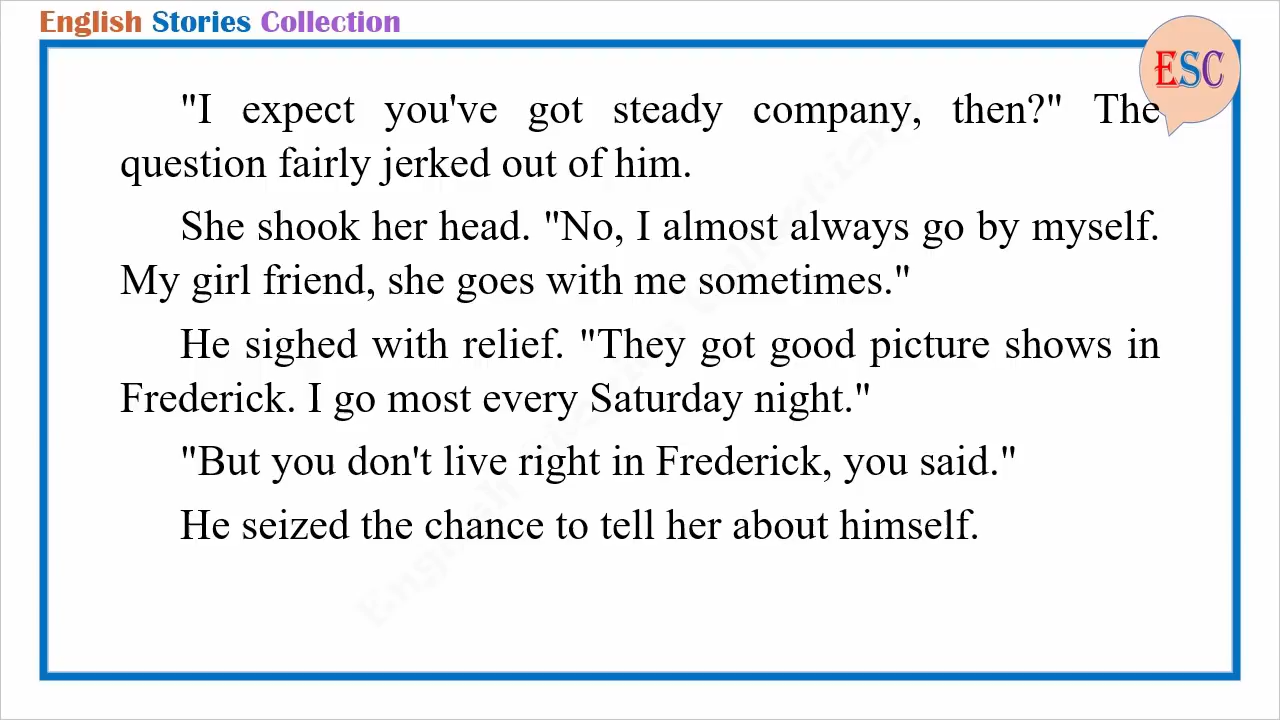 English Stories Collection
ESC
"I expect you've got steady company, then?" The
question fairly jerked out of him.
She shook her head. "No, I almost always go by myself.
My girl friend, she goes with me sometimes."
He sighed with relief. "They got good picture shows in
Frederick. I go most every Saturday night."
"But you don't live right in Frederick, you said."
He seized the chance to tell her about himself.